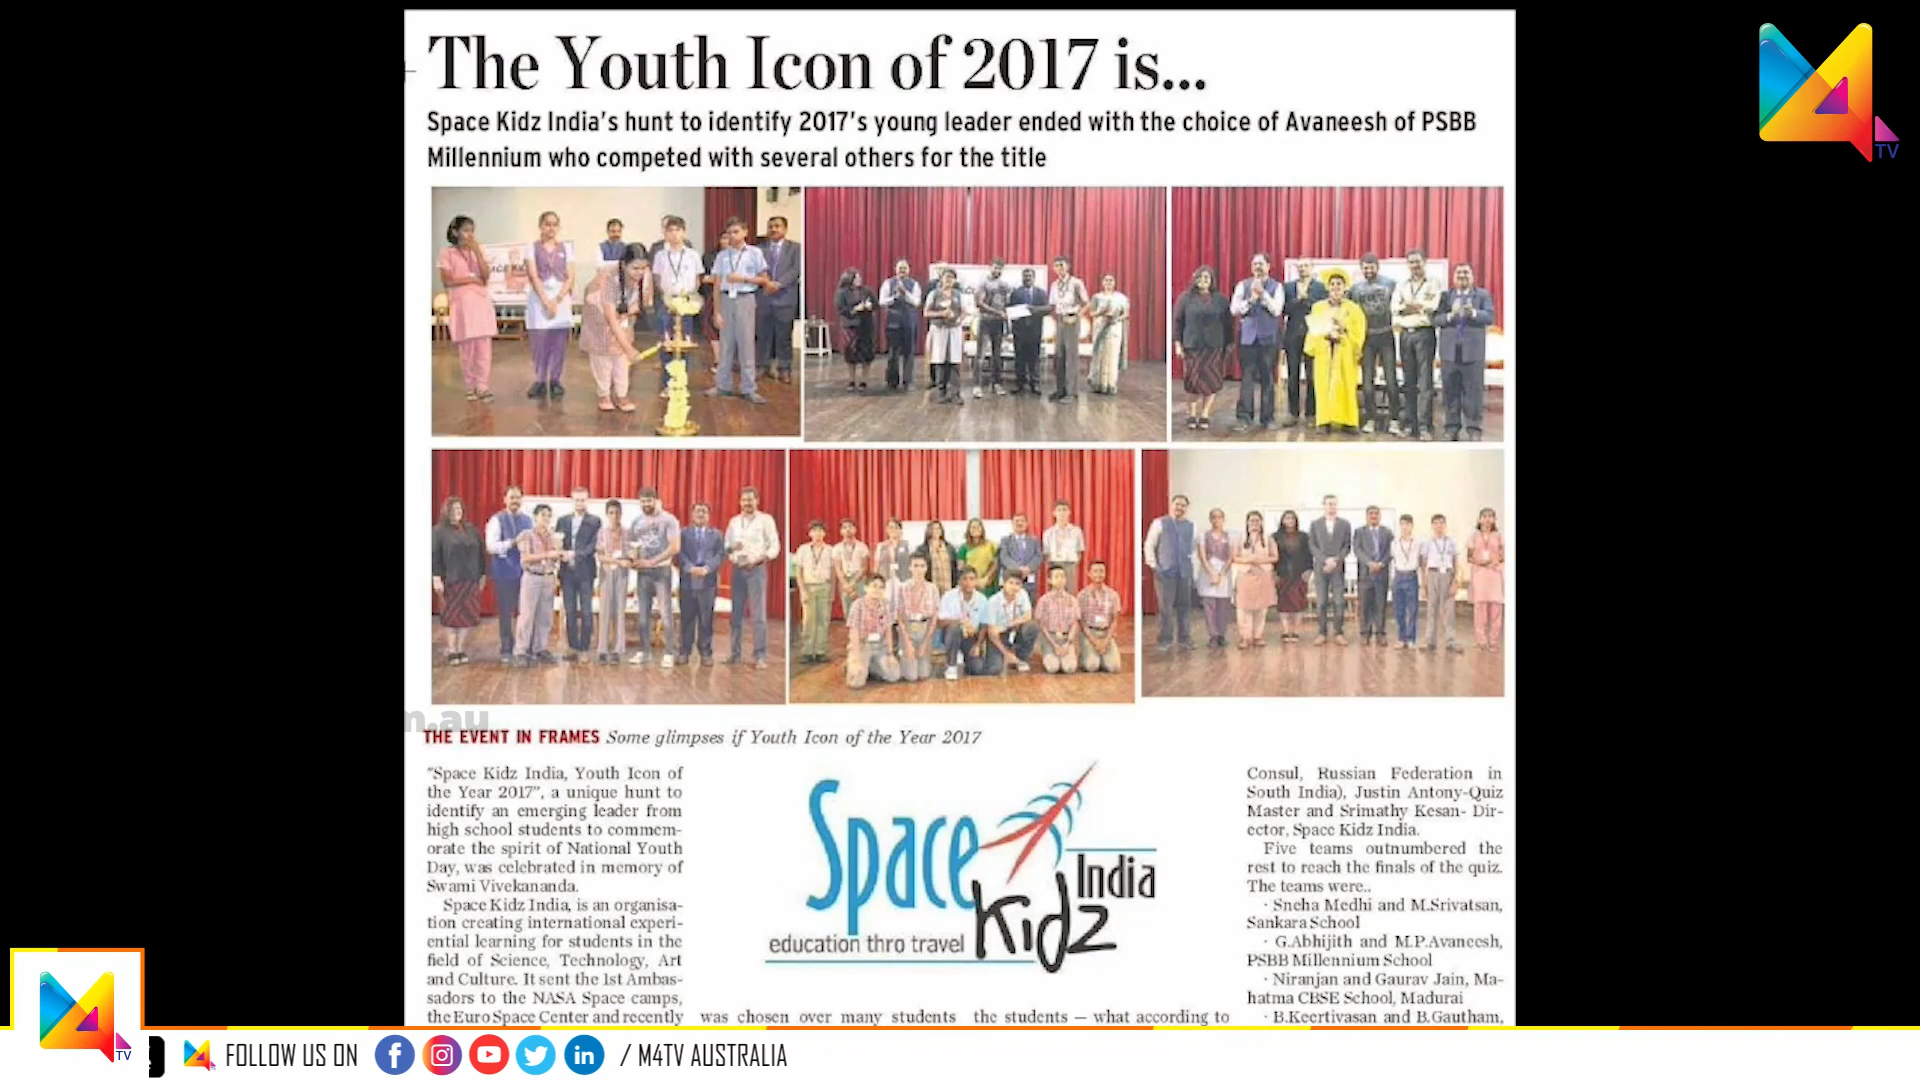 The Youth Icon of 2017 is...
Space Kidz India's hunt to identify 2017's young leader ended with the choice of Avaneesh of PSBB
Millennium who competed with several others for the title
TV
m.au
THE EVENT IN FRAMES Some glimpses if Youth Icon of the Year 2017
"Space Kidz India, Youth Icon of
the Year 2017", a unique hunt to
identify an emerging leader from
high school students to commem-
orate the spirit of National Youth
Day, was celebrated in memory of
Swami Vivekananda.
Space Kidz India, is an organisa-
tion creating international experi-
ential learning for students in the
field of Science, Technology, Art
and Culture. It sent the 1st Ambas-
sadors to the NASA Space camps,
the Euro Space Center and recently
Space
Kidz
India
education thro travel
was chosen over many students
the students — what according to
Consul, Russian Federation in
South India), Justin Antony-Quiz
Master and Srimathy Kesan- Dir-
ector, Space Kidz India.
Five teams outnumbered the
rest to reach the finals of the quiz.
The teams were..
· Sneha Medhi and M.Srivatsan,
Sankara School
· G.Abhijith and M.P.Avaneesh,
PSBB Millennium School
· Niranjan and Gaurav Jain, Ma-
hatma CBSE School, Madurai
· B.Keertivasan and B.Gautham,
TV
FOLLOW US ON / M4TV AUSTRALIA